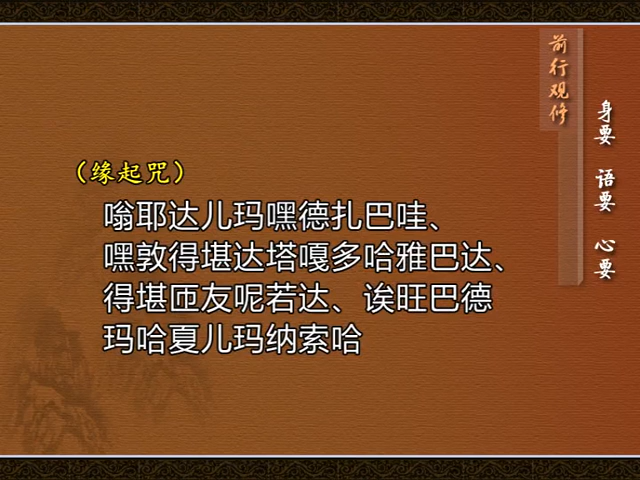 前行观修
身要 语要 心要
（缘起咒）
嗡耶达儿玛嘿德扎巴哇、
嘿敦得堪达塔嘎多哈雅巴达、
得堪匝友呢若达、诶旺巴德
玛哈夏儿玛纳索哈